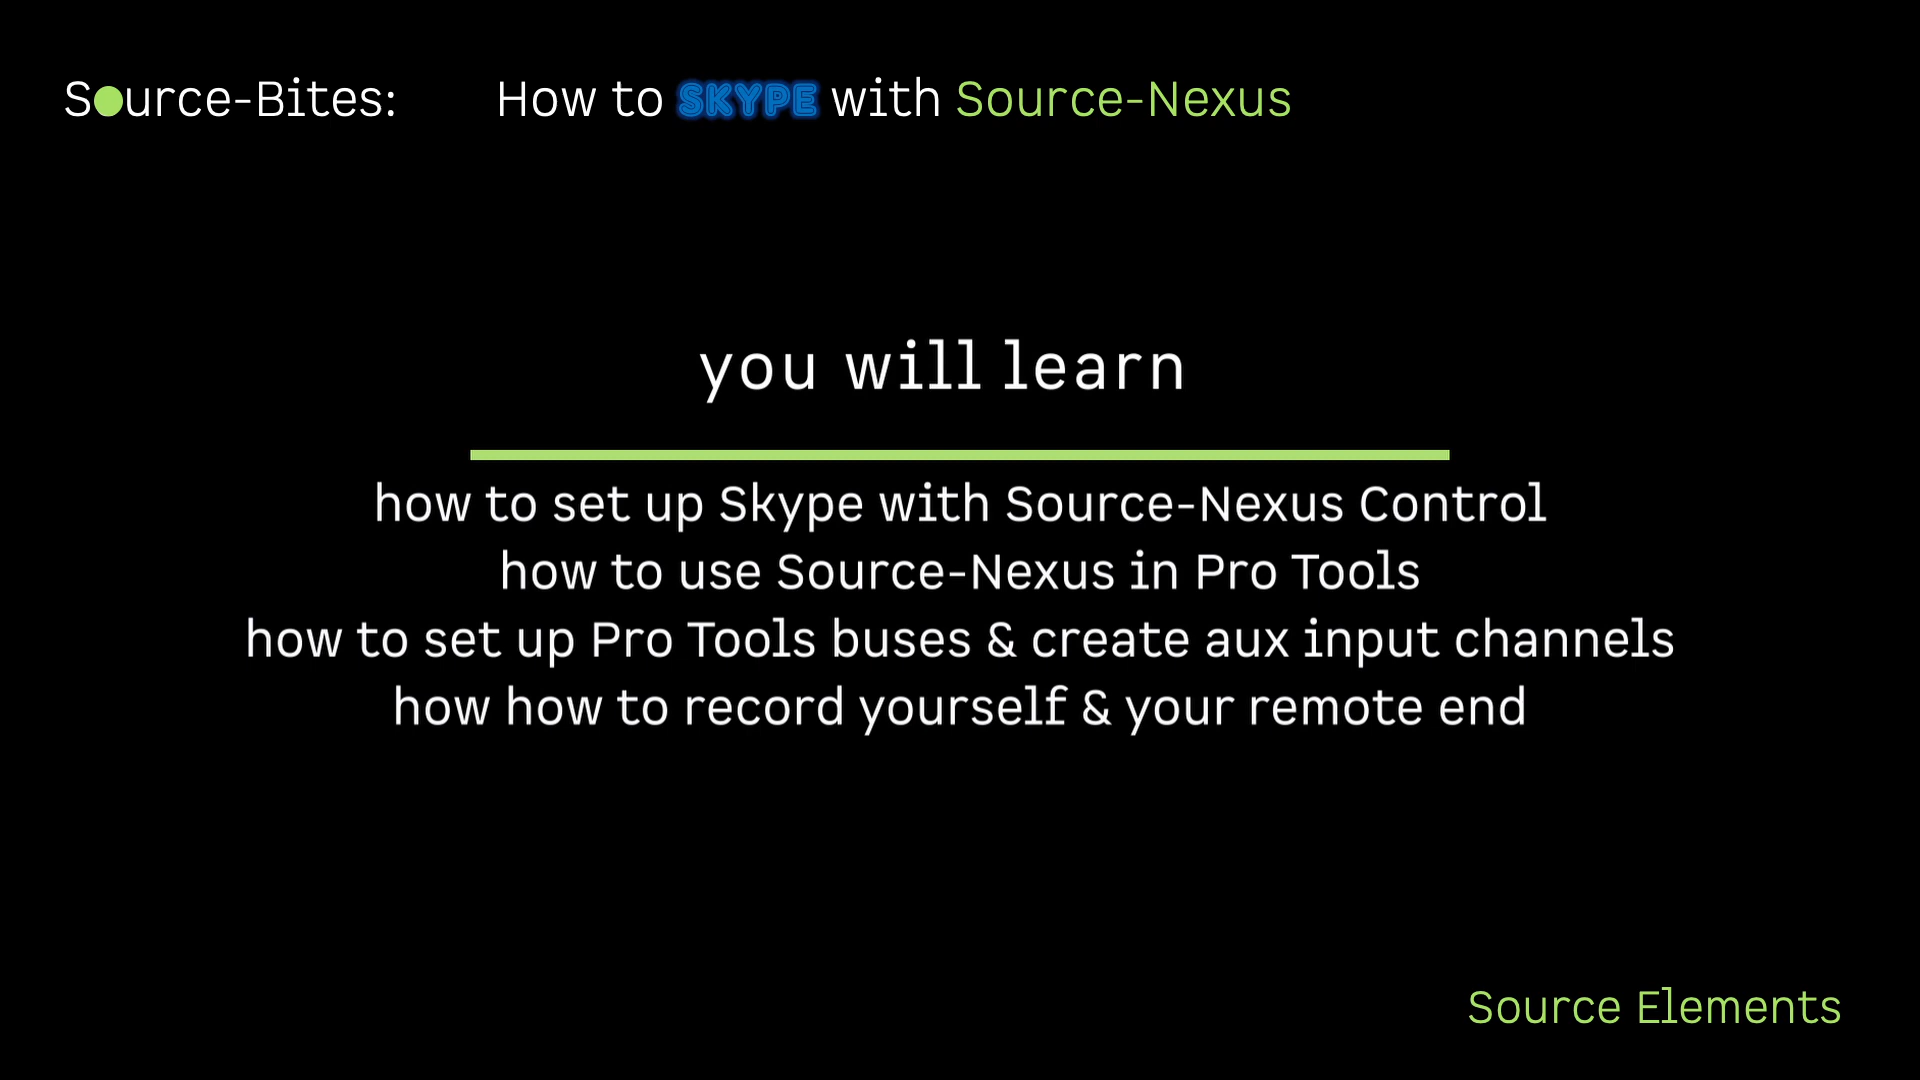 Source-Bites: How to SKYPE with Source-Nexus
you will learn
how to set up Skype with Source-Nexus Control
how to use Source-Nexus in Pro Tools
how to set up Pro Tools buses & create aux input channels
how how to record yourself & your remote end
Source Elements